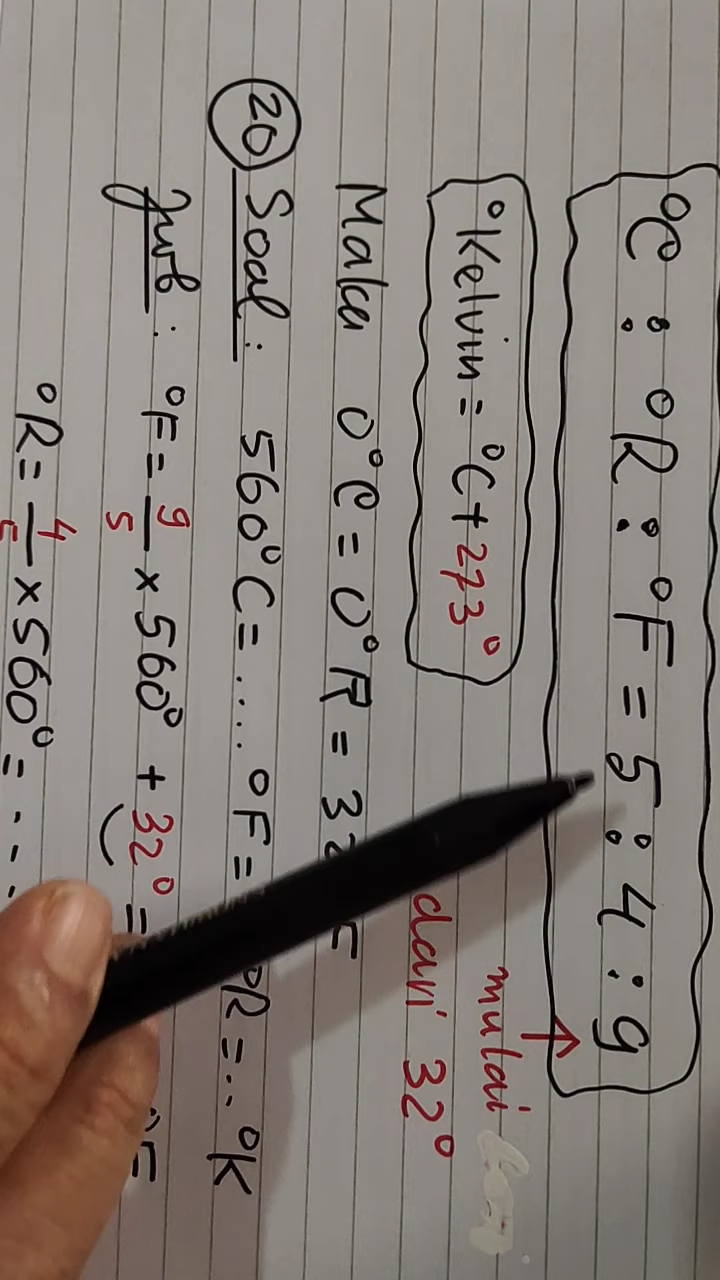 °C : °R : °F = 5 : 4 : 9
°Kelvin = °C + 273°
mulai
dari 32°
Maka 0°C = 0°R = 32°F
20 Soal : 560°C = .... °F = °R = ... °K
Jwb : °F = 9/5 x 560° + 32° = °F
°R = 4/5 x 560° = ....